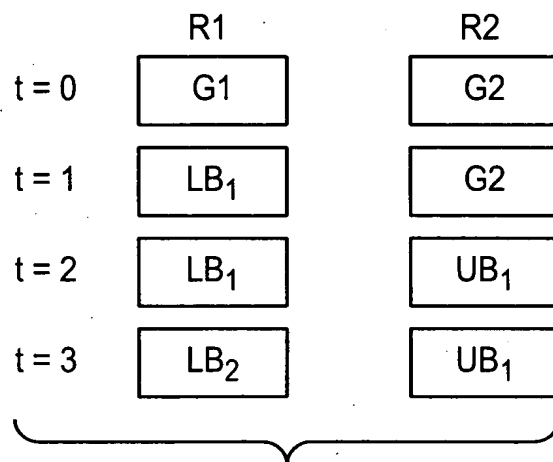 R1 R2
t = 0 G1 G2
t = 1 LB₁ G2
t = 2 LB₁ UB₁
t = 3 LB₂ UB₁